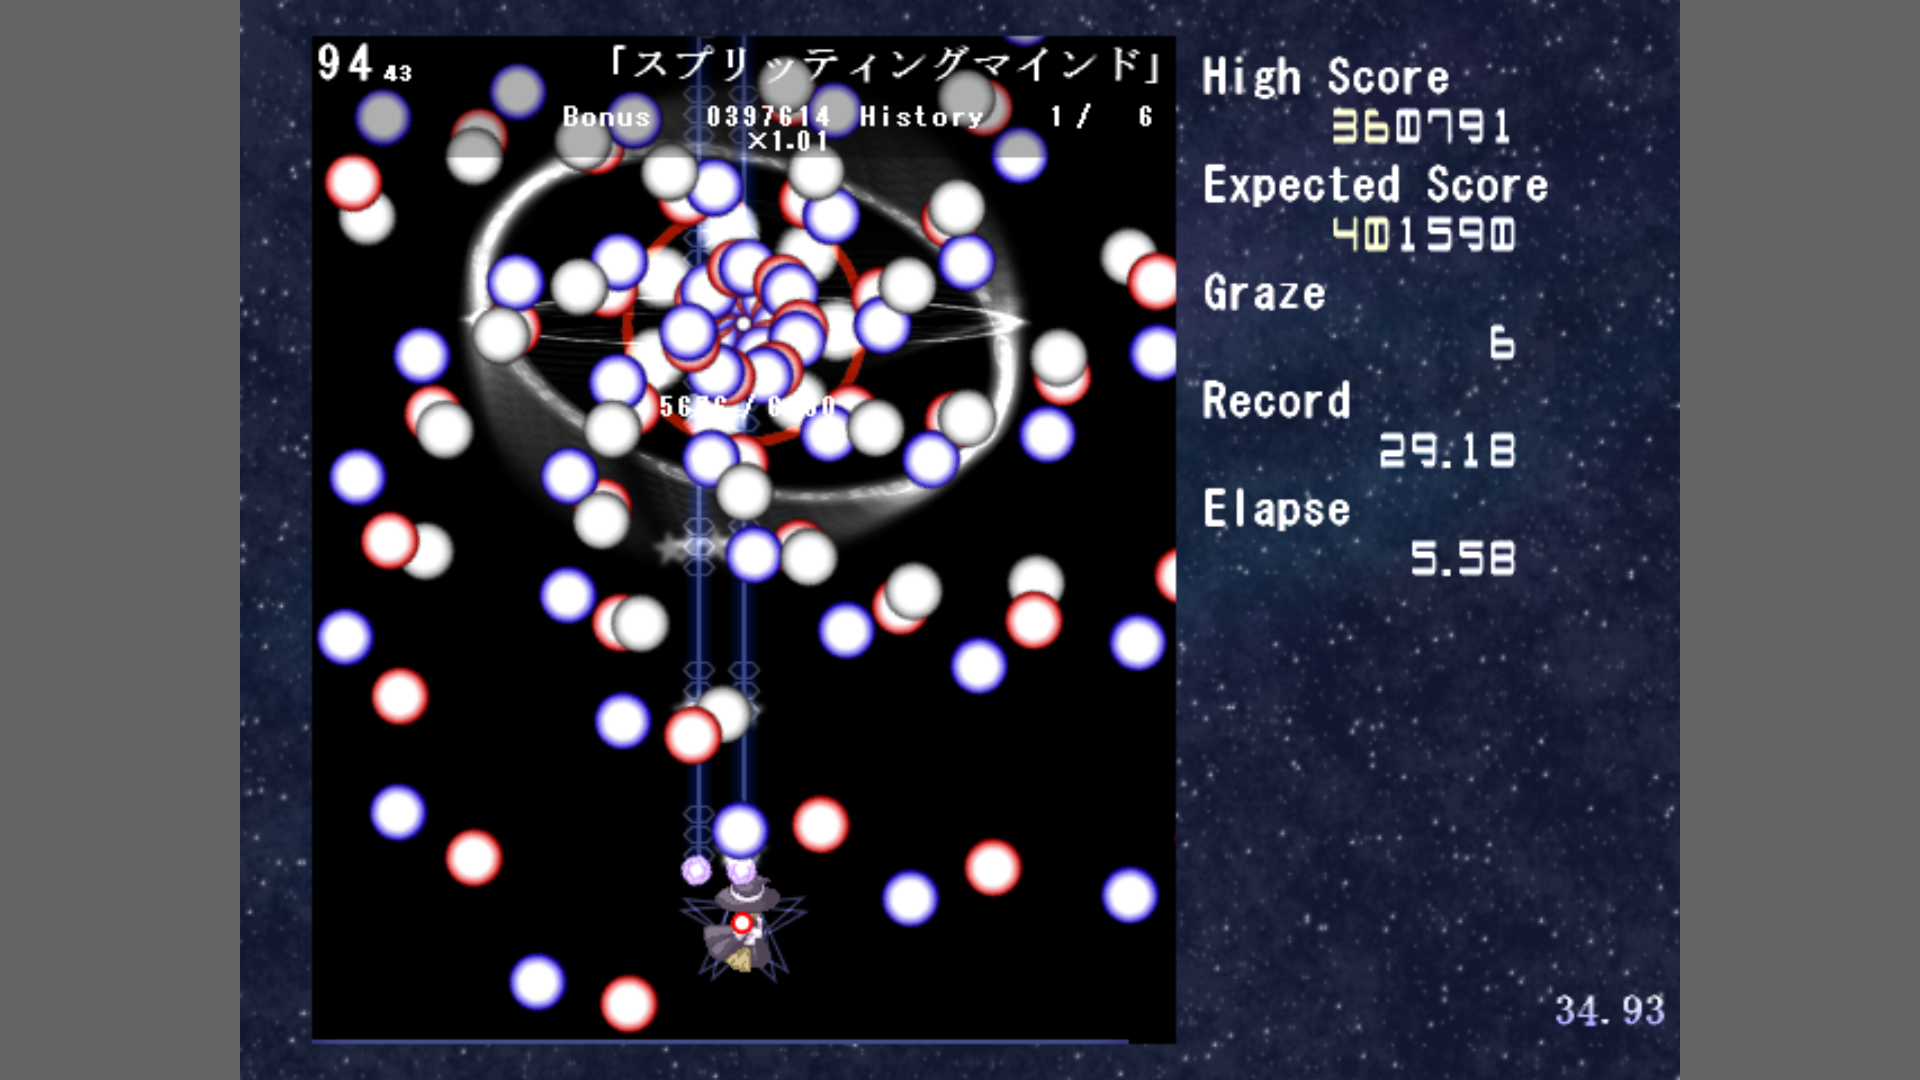 94 43
「スプリッティングマインド」
Bonus 0397614 History 1 / 6
×1.01
High Score
360791
Expected Score
401590
Graze
6
Record
29.18
Elapse
5.58
34.93